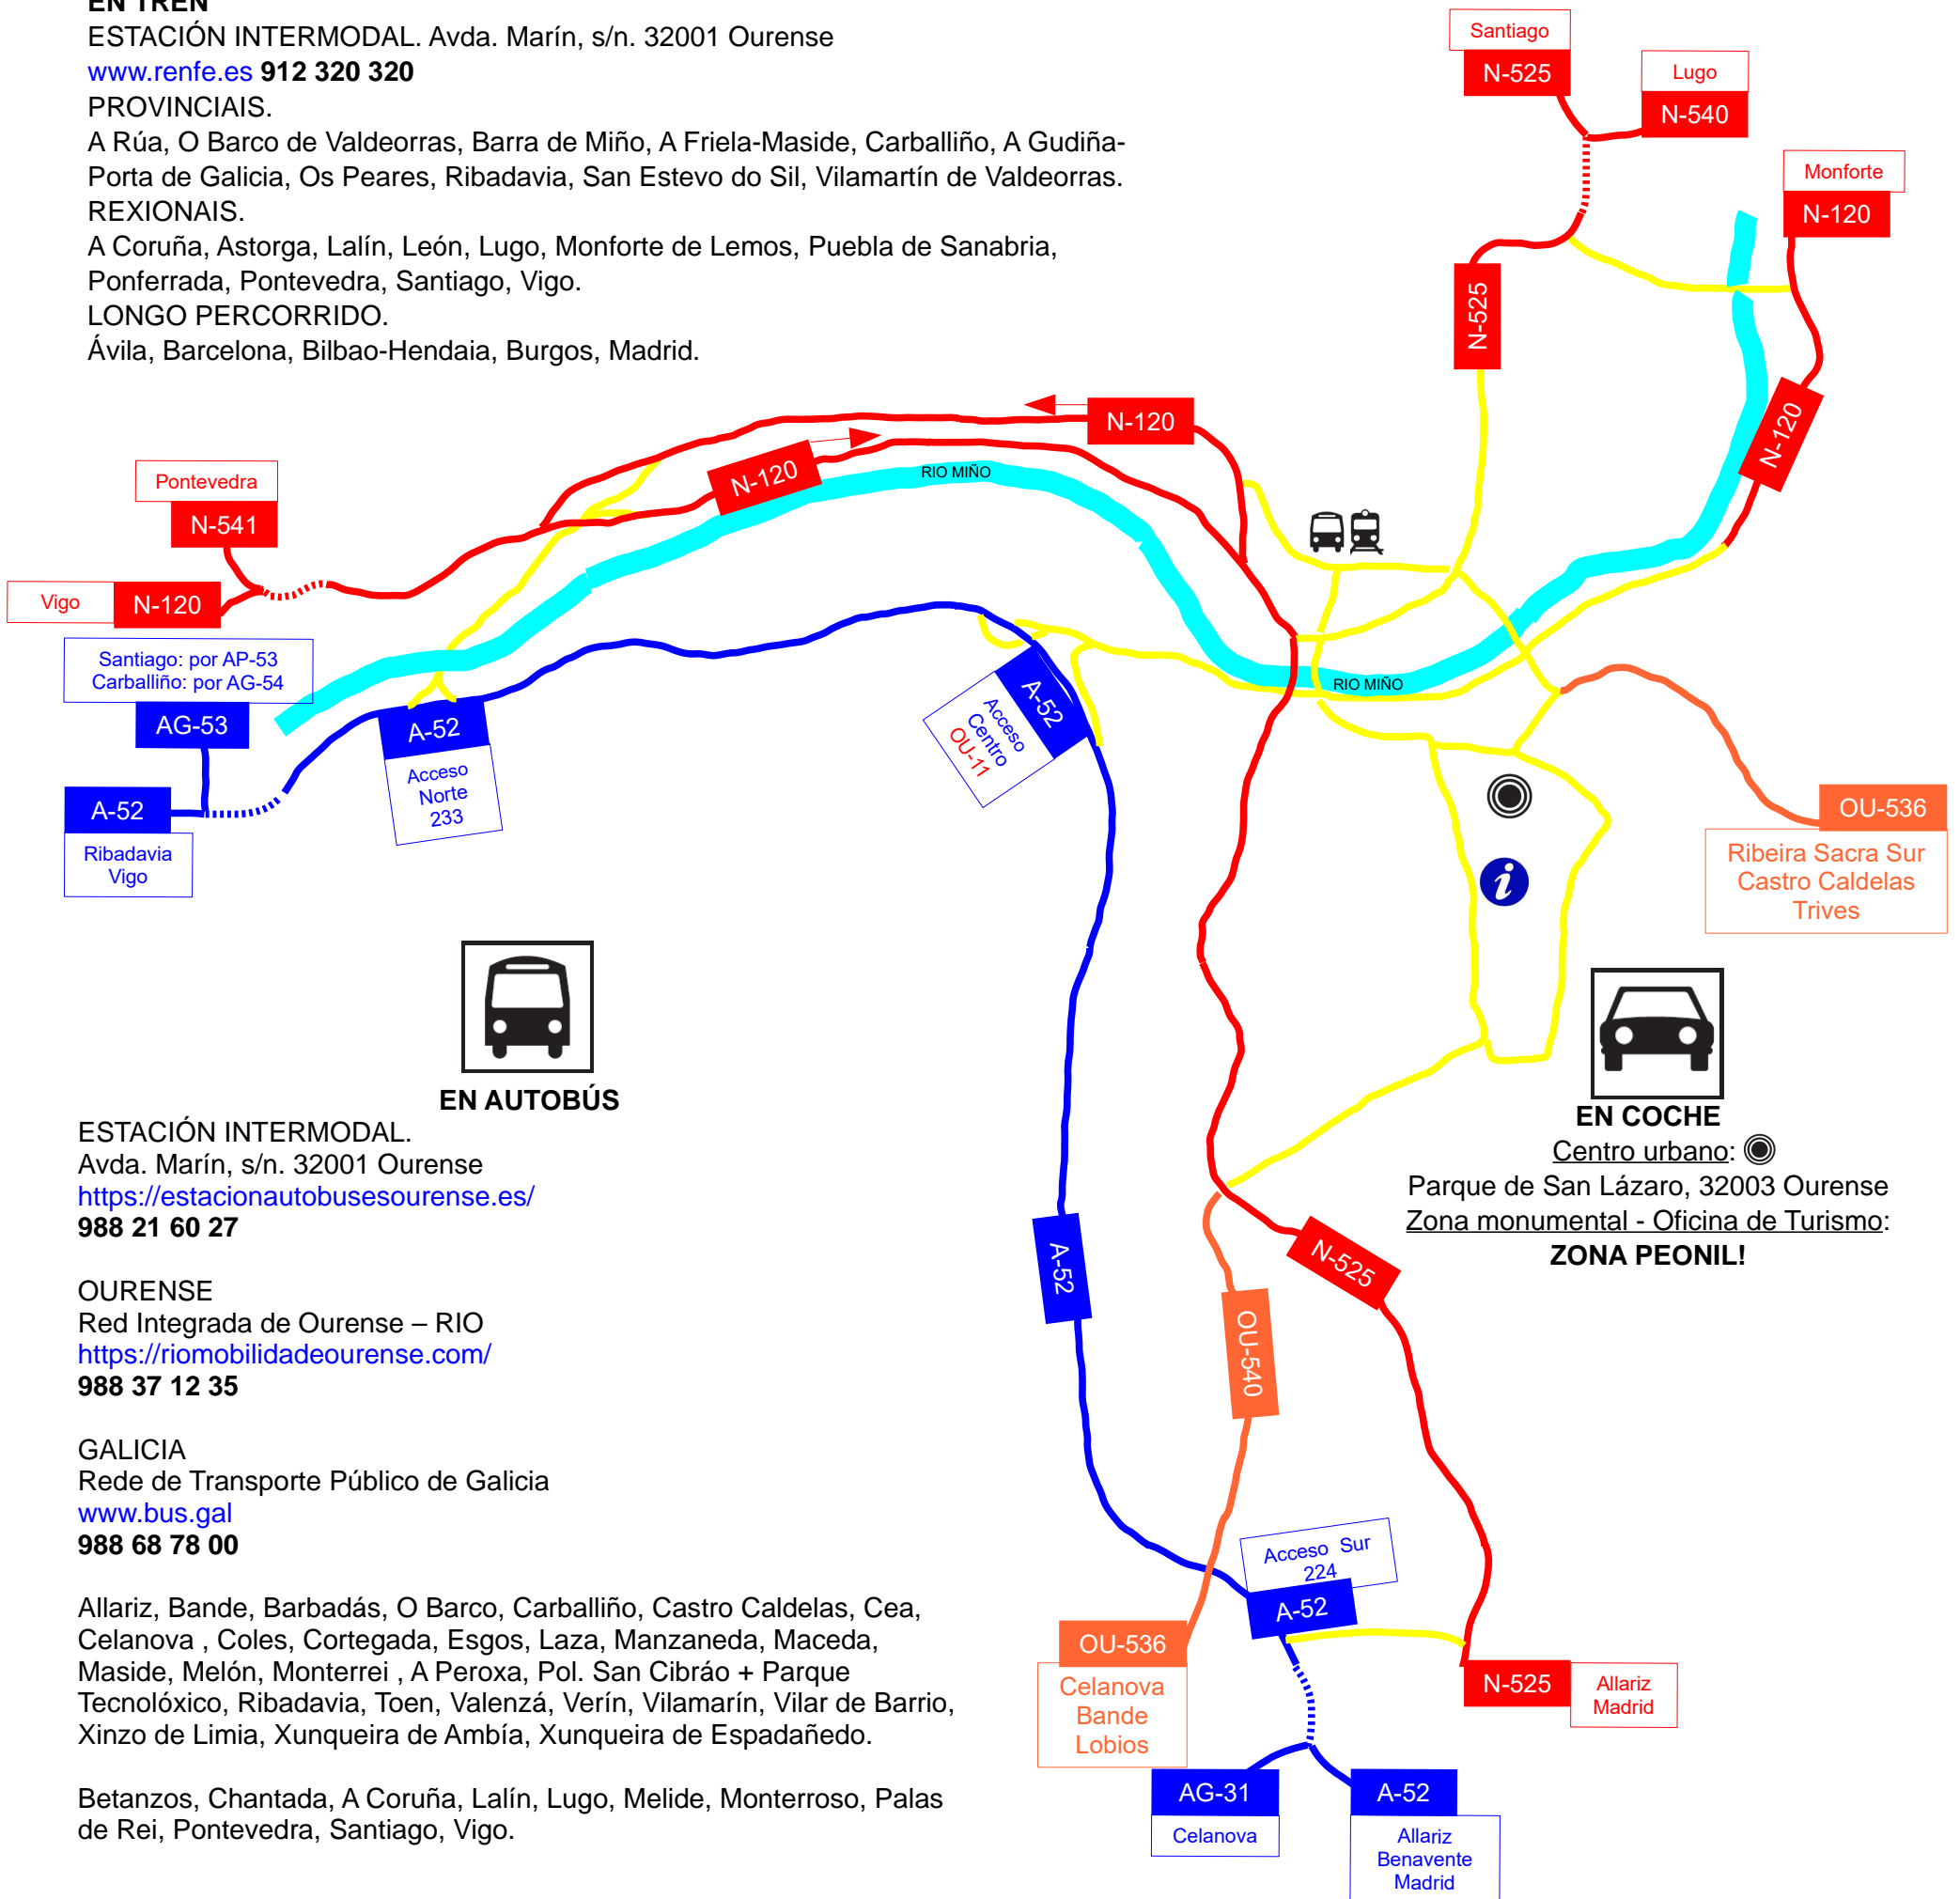 EN TREN
ESTACIÓN INTERMODAL. Avda. Marín, s/n. 32001 Ourense
www.renfe.es 912 320 320
PROVINCIAIS.
A Rúa, O Barco de Valdeorras, Barra de Miño, A Friela-Maside, Carballiño, A Gudiña-
Porta de Galicia, Os Peares, Ribadavia, San Estevo do Sil, Vilamartín de Valdeorras.
REXIONAIS.
A Coruña, Astorga, Lalín, León, Lugo, Monforte de Lemos, Puebla de Sanabria,
Ponferrada, Pontevedra, Santiago, Vigo.
LONGO PERCORRIDO.
Ávila, Barcelona, Bilbao-Hendaia, Burgos, Madrid.
Santiago
N-525
Lugo
N-540
Monforte
N-120
N-525
N-120
N-120
N-120
RIO MIÑO
Pontevedra
N-541
Vigo
N-120
Santiago: por AP-53
Carballiño: por AG-54
AG-53
A-52
Ribadavia
Vigo
A-52
Acceso
Norte
233
A-52
Acceso
Centro
OU-11
RIO MIÑO
OU-536
Ribeira Sacra Sur
Castro Caldelas
Trives
i
EN AUTOBÚS
ESTACIÓN INTERMODAL.
Avda. Marín, s/n. 32001 Ourense
https://estacionautobusesourense.es/
988 21 60 27
OURENSE
Red Integrada de Ourense – RIO
https://riomobilidadeourense.com/
988 37 12 35
GALICIA
Rede de Transporte Público de Galicia
www.bus.gal
988 68 78 00
Allariz, Bande, Barbadás, O Barco, Carballiño, Castro Caldelas, Cea,
Celanova , Coles, Cortegada, Esgos, Laza, Manzaneda, Maceda,
Maside, Melón, Monterrei , A Peroxa, Pol. San Cibráo + Parque
Tecnolóxico, Ribadavia, Toen, Valenzá, Verín, Vilamarín, Vilar de Barrio,
Xinzo de Limia, Xunqueira de Ambía, Xunqueira de Espadañedo.
Betanzos, Chantada, A Coruña, Lalín, Lugo, Melide, Monterroso, Palas
de Rei, Pontevedra, Santiago, Vigo.
EN COCHE
Centro urbano:
Parque de San Lázaro, 32003 Ourense
Zona monumental - Oficina de Turismo:
ZONA PEONIL!
A-52
N-525
OU-540
Acceso Sur
224
A-52
OU-536
Celanova
Bande
Lobios
N-525
Allariz
Madrid
AG-31
Celanova
A-52
Allariz
Benavente
Madrid